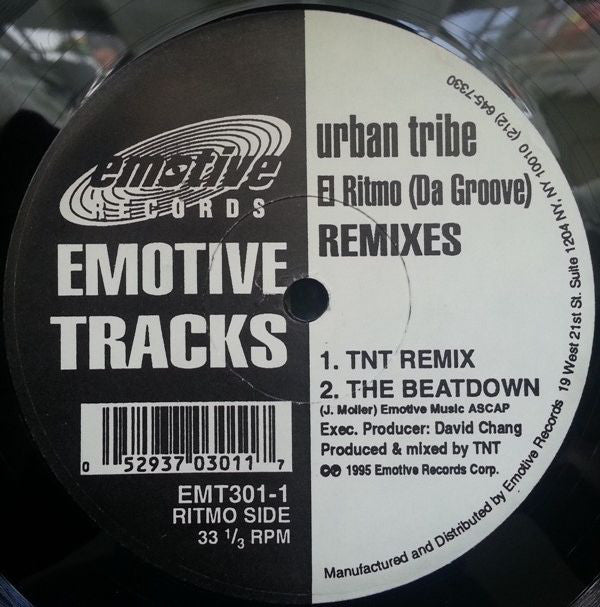 emotive
RECORDS
EMOTIVE
TRACKS
0 52937 03011 7
EMT301-1
RITMO SIDE
33 1/3 RPM
urban tribe
El Ritmo (Da Groove)
REMIXES
1. TNT REMIX
2. THE BEATDOWN
(J. Moller) Emotive Music ASCAP
Exec. Producer: David Chang
Produced & mixed by TNT
©℗ 1995 Emotive Records Corp.
Manufactured and Distributed by Emotive Records 19 West 21st St. Suite 1204 NY, NY 10010 (212) 645-7330